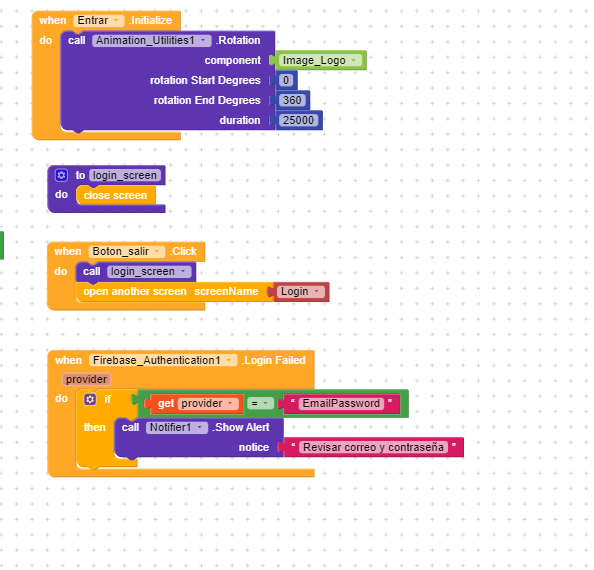 when Entrar .Initialize
do call Animation_Utilities1 .Rotation
component Image_Logo
rotation Start Degrees 0
rotation End Degrees 360
duration 25000
to login_screen
do close screen
when Boton_salir .Click
do call login_screen
open another screen screenName Login
when Firebase_Authentication1 .Login Failed
provider
do if get provider = " EmailPassword "
then call Notifier1 .Show Alert
notice " Revisar correo y contraseña "